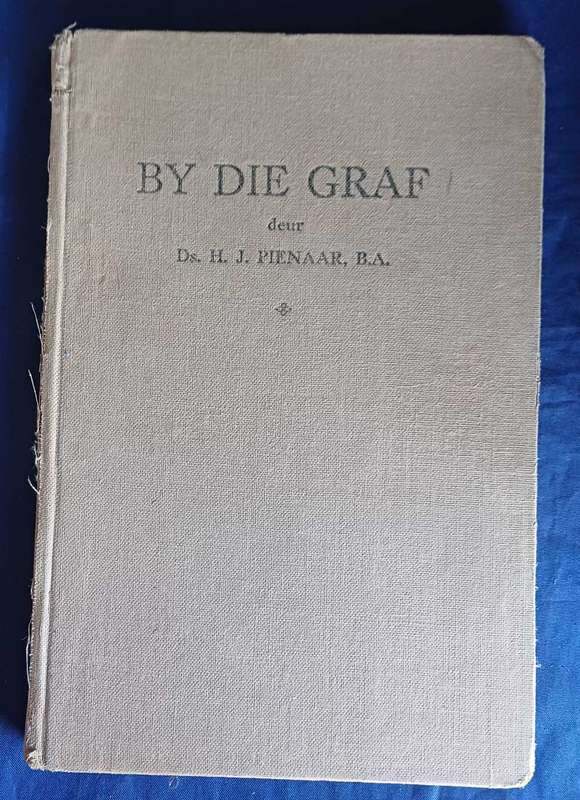 BY DIE GRAF
deur
Ds. H. J. PIENAAR, B.A.